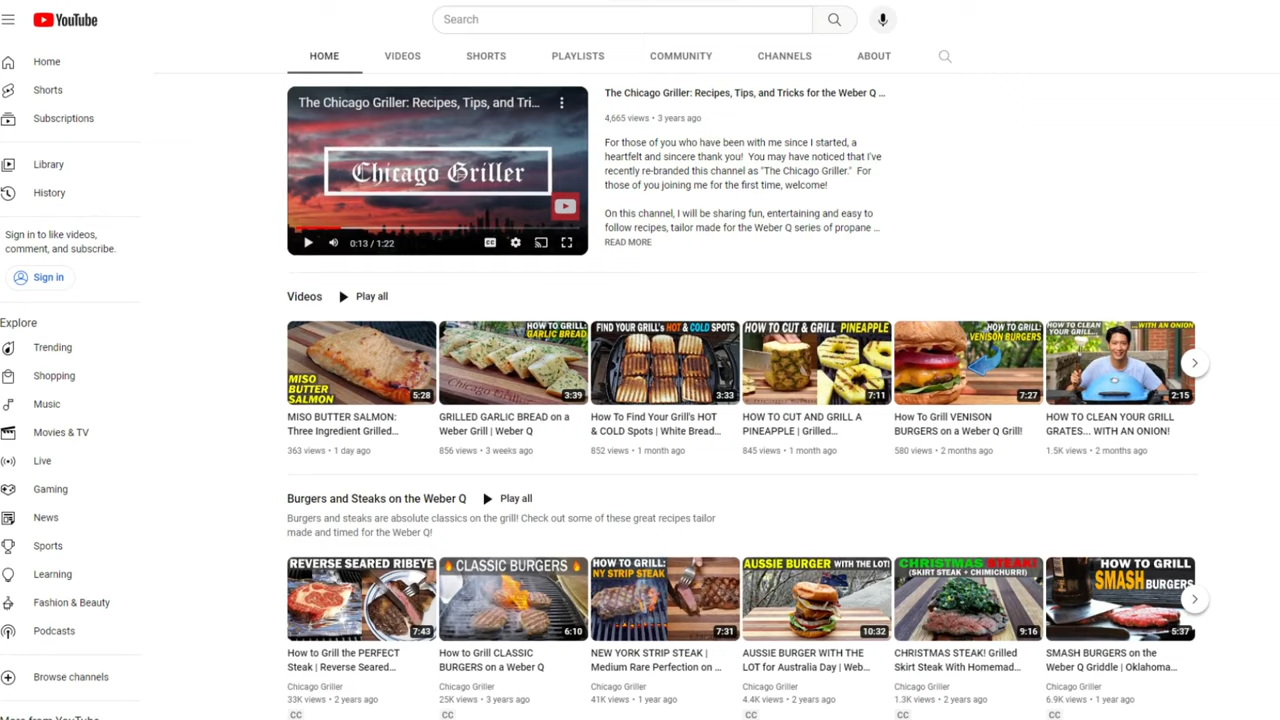 YouTube
Search
HOME
VIDEOS
SHORTS
PLAYLISTS
COMMUNITY
CHANNELS
ABOUT
Home
Shorts
Subscriptions
Library
History
Sign in to like videos,
comment, and subscribe.
Sign in
Explore
Trending
Shopping
Music
Movies & TV
Live
Gaming
News
Sports
Learning
Fashion & Beauty
Podcasts
Browse channels
More from YouTube
The Chicago Griller: Recipes, Tips, and Tri...
Chicago Griller
0:13 / 1:22
CC
The Chicago Griller: Recipes, Tips, and Tricks for the Weber Q ...
4,665 views • 3 years ago
For those of you who have been with me since I started, a
heartfelt and sincere thank you! You may have noticed that I've
recently re-branded this channel as "The Chicago Griller." For
those of you joining me for the first time, welcome!
On this channel, I will be sharing fun, entertaining and easy to
follow recipes, tailor made for the Weber Q series of propane ...
READ MORE
Videos
Play all
MISO
BUTTER
SALMON
5:28
MISO BUTTER SALMON:
Three Ingredient Grilled...
363 views • 1 day ago
HOW TO GRILL:
GARLIC BREAD
Chicago Griller
3:39
GRILLED GARLIC BREAD on a
Weber Grill | Weber Q
856 views • 3 weeks ago
FIND YOUR GRILL's HOT & COLD SPOTS
3:33
How To Find Your Grill's HOT
& COLD Spots | White Bread...
852 views • 1 month ago
HOW TO CUT & GRILL PINEAPPLE
7:11
HOW TO CUT AND GRILL A
PINEAPPLE | Grilled...
845 views • 1 month ago
HOW TO GRILL:
VENISON BURGERS
7:27
How To Grill VENISON
BURGERS on a Weber Q Grill!
580 views • 2 months ago
HOW TO CLEAN
YOUR GRILL...
...WITH AN ONION!
2:15
HOW TO CLEAN YOUR GRILL
GRATES... WITH AN ONION!
1.5K views • 2 months ago
Burgers and Steaks on the Weber Q
Play all
Burgers and steaks are absolute classics on the grill! Check out some of these great recipes tailor
made and timed for the Weber Q!
REVERSE SEARED RIBEYE
7:43
How to Grill the PERFECT
Steak | Reverse Seared...
Chicago Griller
33K views • 2 years ago
CC
CLASSIC BURGERS
6:10
How to Grill CLASSIC
BURGERS on a Weber Q
Chicago Griller
25K views • 3 years ago
CC
HOW TO GRILL:
NY STRIP STEAK
7:31
NEW YORK STRIP STEAK |
Medium Rare Perfection on ...
Chicago Griller
41K views • 1 year ago
AUSSIE BURGER WITH THE LOT!
10:32
AUSSIE BURGER WITH THE
LOT for Australia Day | Web...
Chicago Griller
4.4K views • 2 years ago
CC
CHRISTMAS STEAK!
(SKIRT STEAK + CHIMICHURRI)
9:16
CHRISTMAS STEAK! Grilled
Skirt Steak With Homemad...
Chicago Griller
1.3K views • 2 years ago
CC
HOW TO GRILL
SMASH BURGERS
5:37
SMASH BURGERS on the
Weber Q Griddle | Oklahoma...
Chicago Griller
6.9K views • 1 year ago
CC